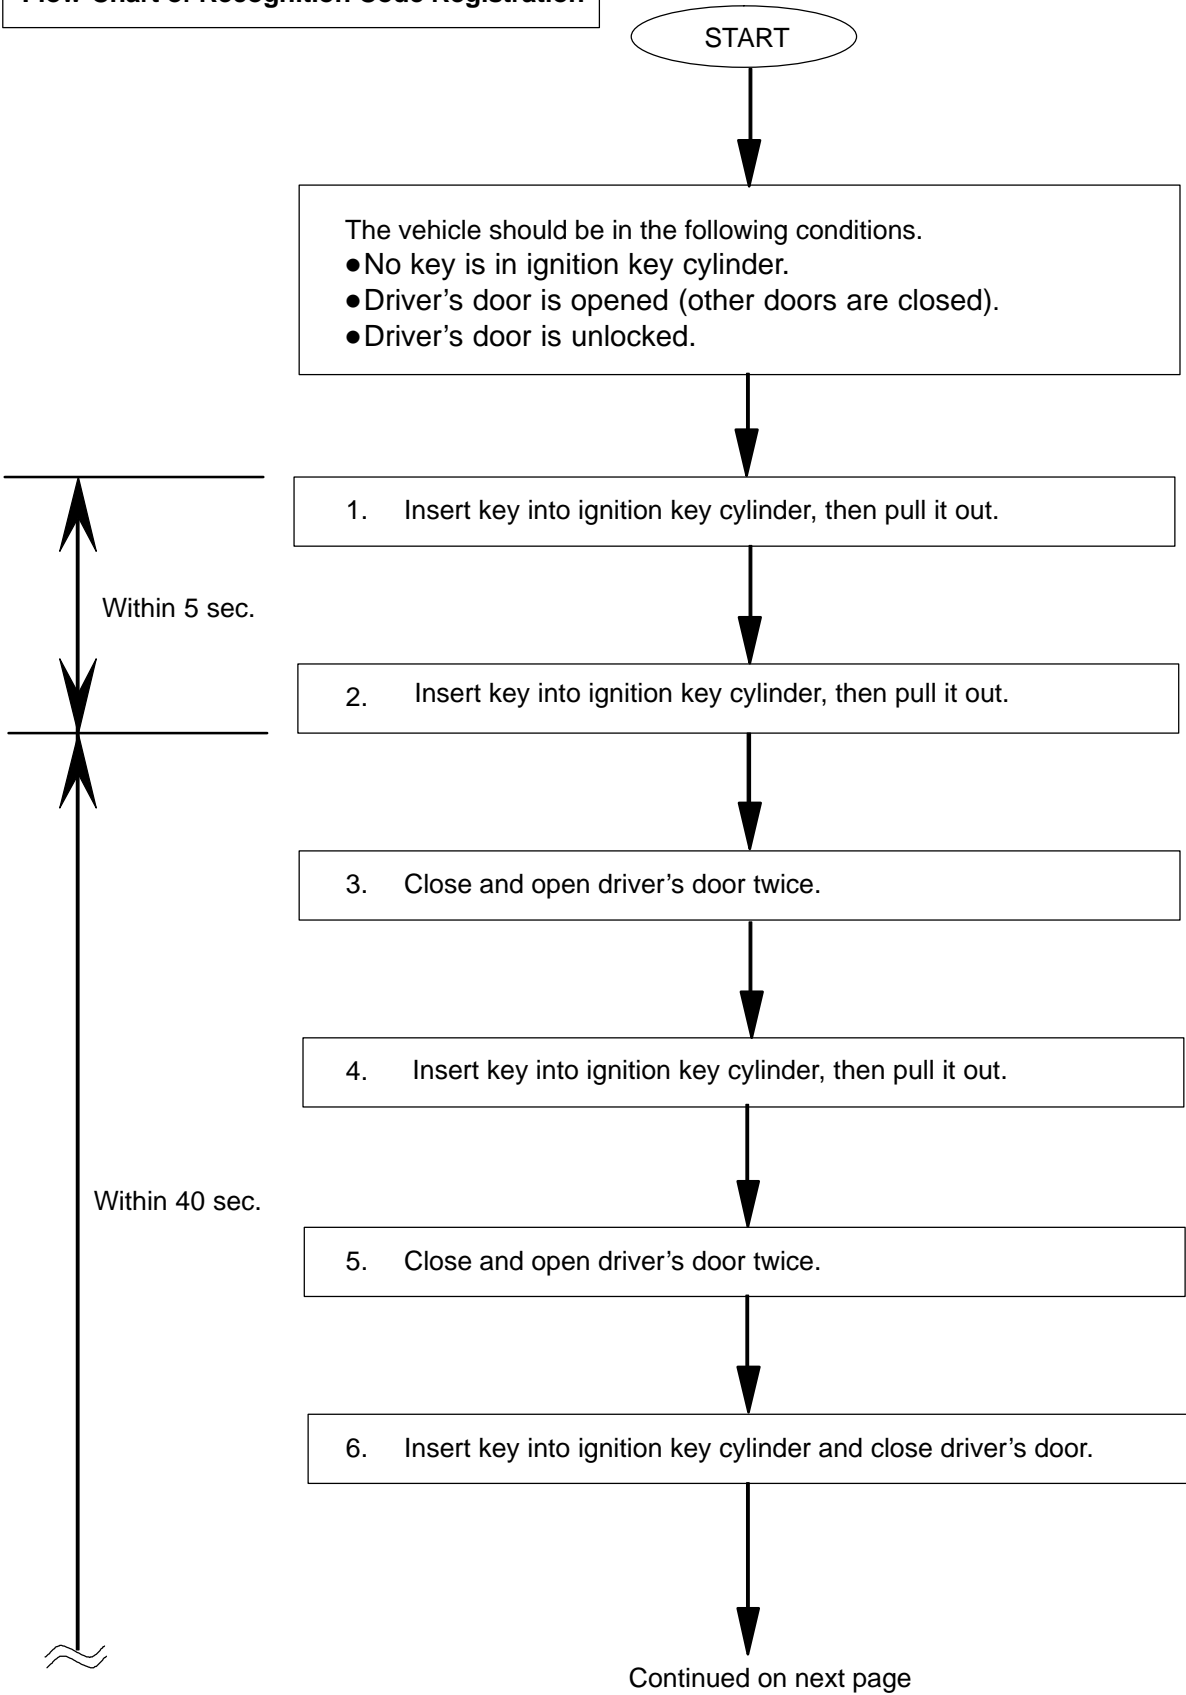 Flow Chart of Recognition Code Registration
START
The vehicle should be in the following conditions.
●No key is in ignition key cylinder.
●Driver’s door is opened (other doors are closed).
●Driver’s door is unlocked.
1. Insert key into ignition key cylinder, then pull it out.
Within 5 sec.
2. Insert key into ignition key cylinder, then pull it out.
3. Close and open driver’s door twice.
4. Insert key into ignition key cylinder, then pull it out.
Within 40 sec.
5. Close and open driver’s door twice.
6. Insert key into ignition key cylinder and close driver’s door.
Continued on next page